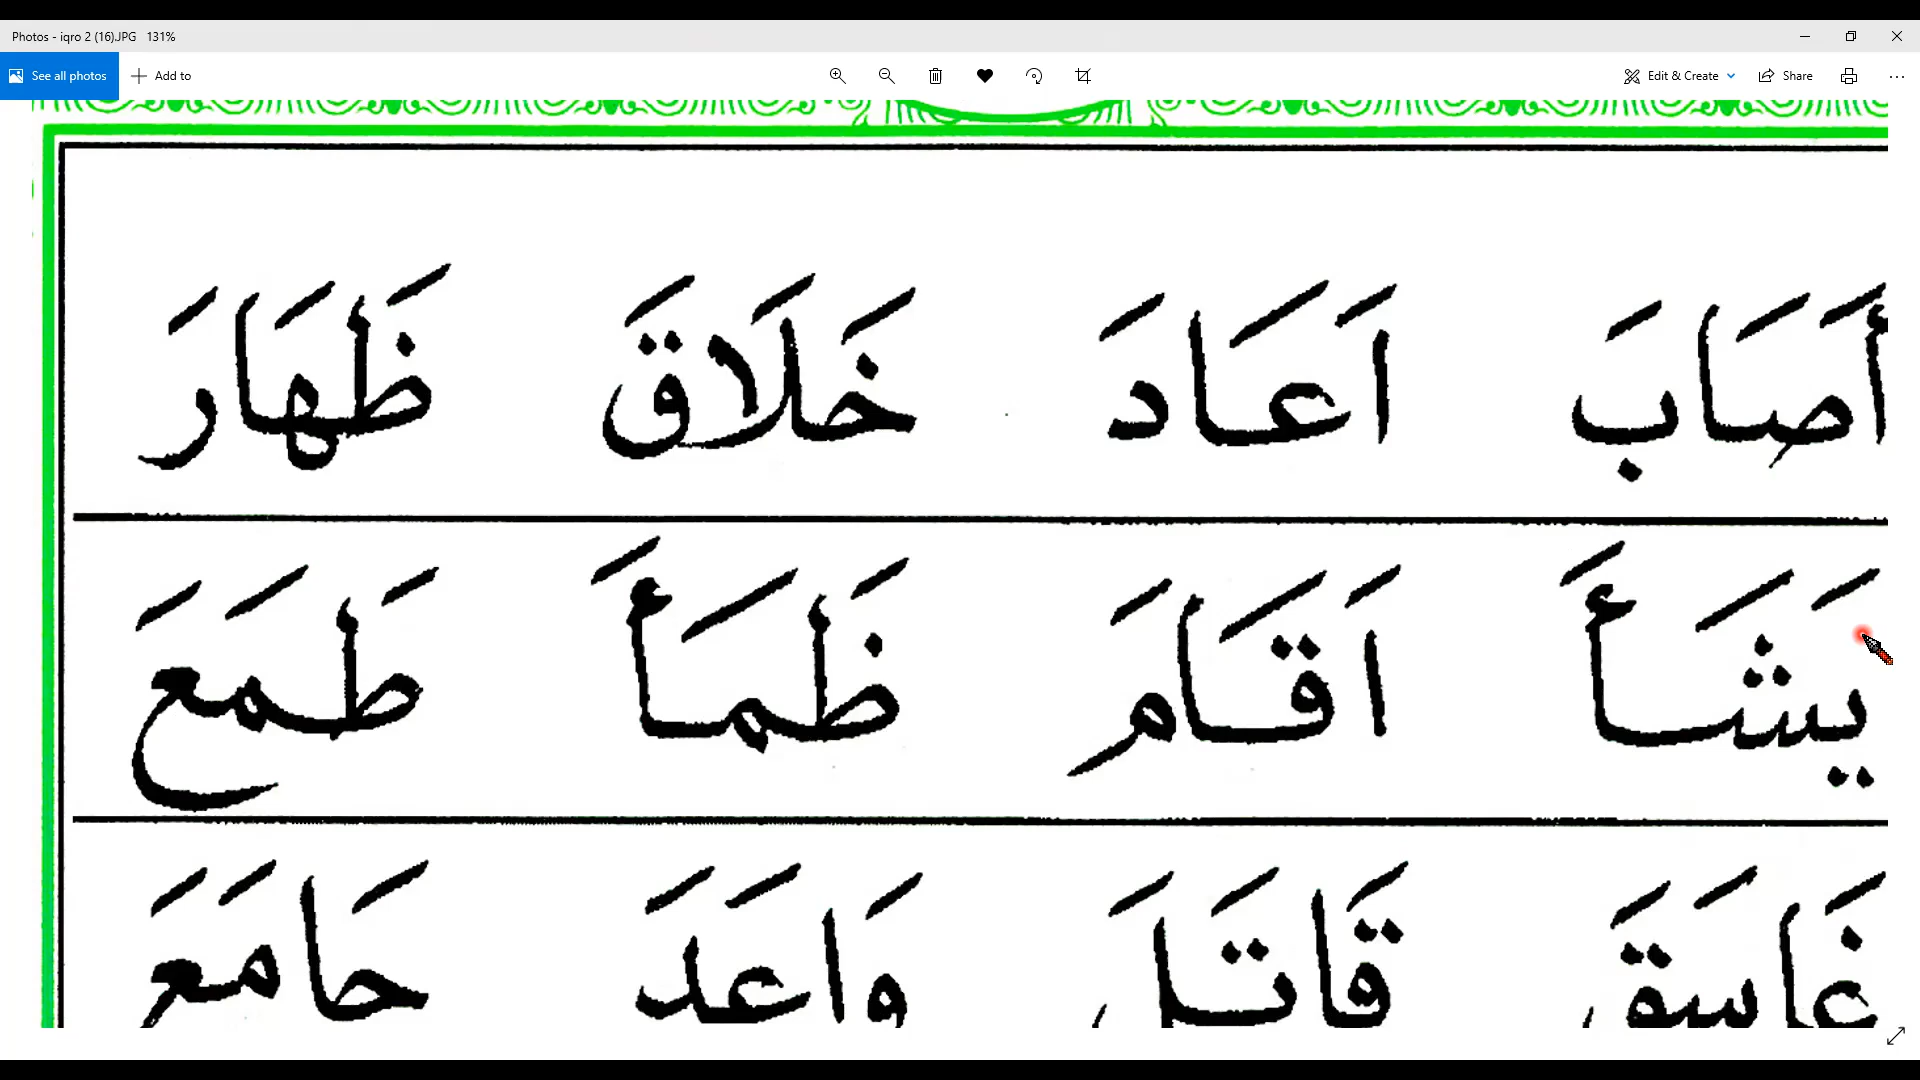 Photos - iqro 2 (16).JPG 131%
See all photos Add to Edit & Create Share
أَصَابَ اَعَادَ خَلَاقَ ظَهَارَ
يَشَأَ اَقَامَ ظَمَأَ طَمَعَ
غَاسَقَ قَاتَلَ وَاعَدَ حَامَعَ